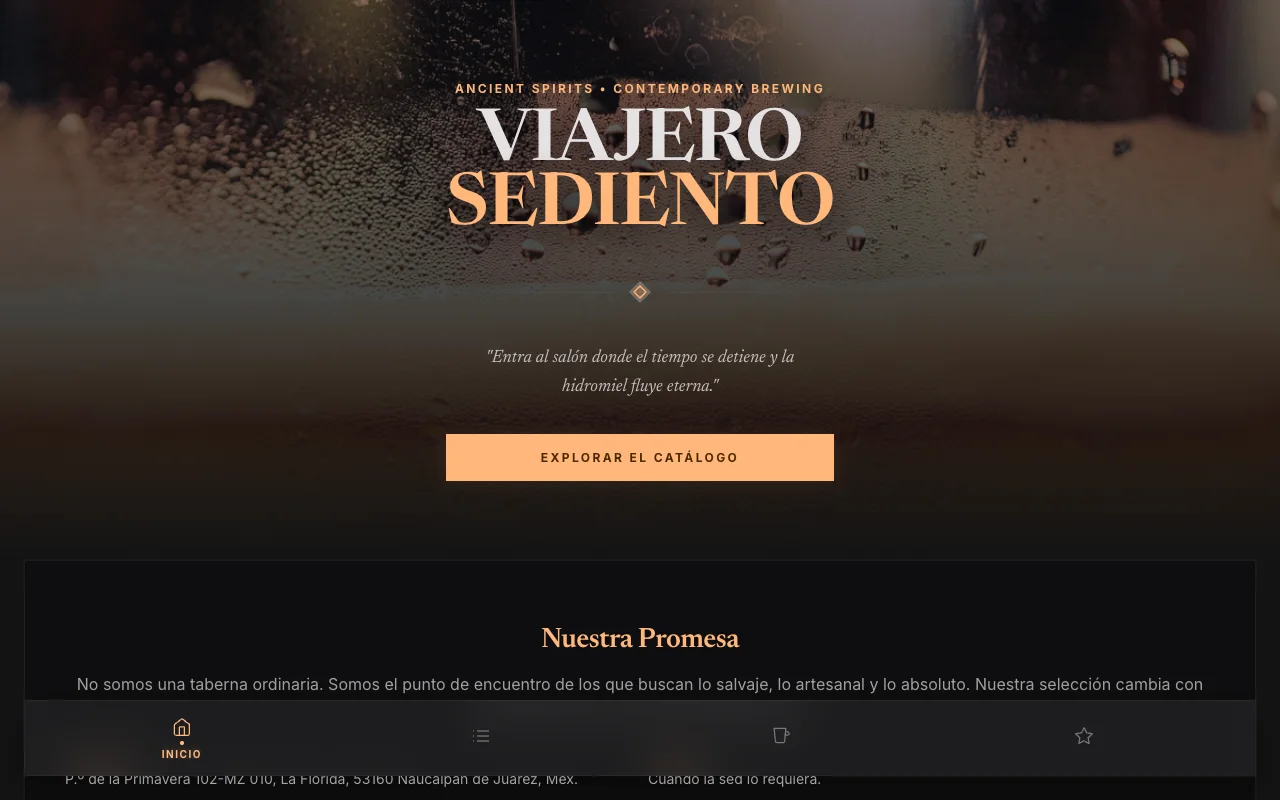 ANCIENT SPIRITS • CONTEMPORARY BREWING
VIAJERO
SEDIENTO
"Entra al salón donde el tiempo se detiene y la
hidromiel fluye eterna."
EXPLORAR EL CATÁLOGO
Nuestra Promesa
No somos una taberna ordinaria. Somos el punto de encuentro de los que buscan lo salvaje, lo artesanal y lo absoluto. Nuestra selección cambia con
INICIO
P.º de la Primavera 102-MZ 010, La Florida, 53160 Naucalpan de Juárez, Méx.
Cuando la sed lo requiera.